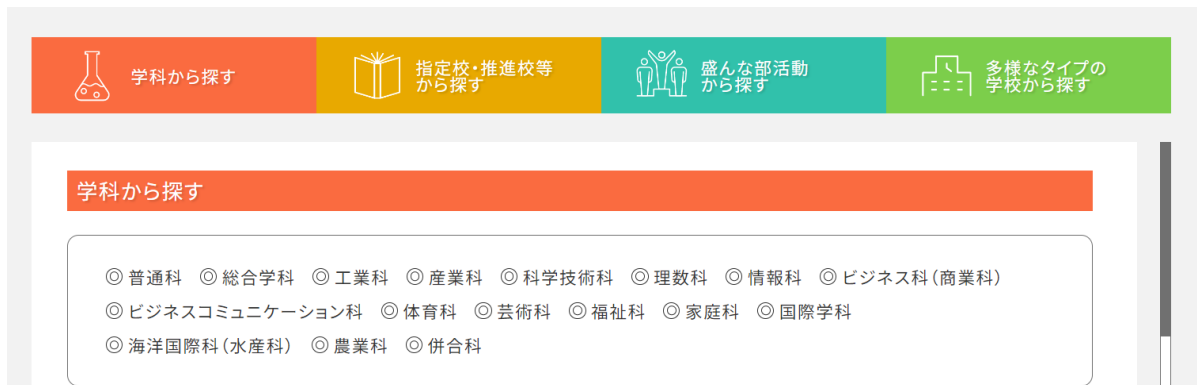 学科から探す
指定校・推進校等
から探す
盛んな部活動
から探す
多様なタイプの
学校から探す
学科から探す
◎ 普通科 ◎ 総合学科 ◎ 工業科 ◎ 産業科 ◎ 科学技術科 ◎ 理数科 ◎ 情報科 ◎ ビジネス科(商業科)
◎ ビジネスコミュニケーション科 ◎ 体育科 ◎ 芸術科 ◎ 福祉科 ◎ 家庭科 ◎ 国際学科
◎ 海洋国際科(水産科) ◎ 農業科 ◎ 併合科